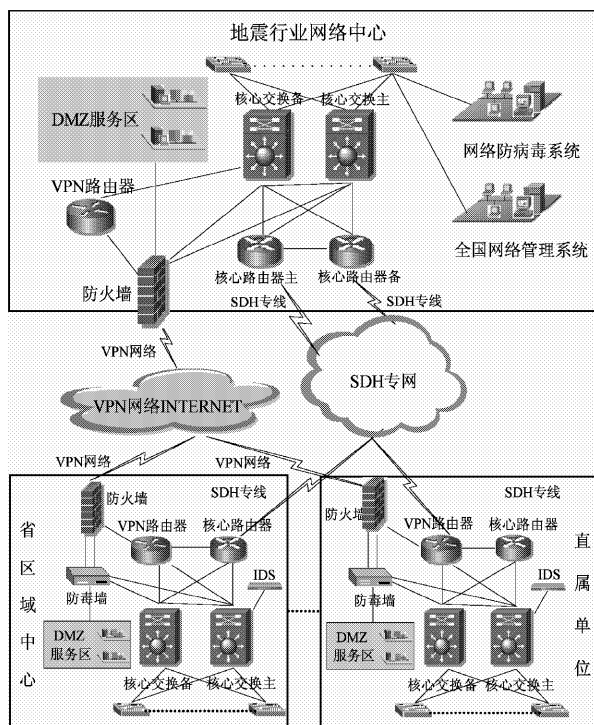 地震行业网络中心
核心交换备 核心交换主
DMZ服务区
网络防病毒系统
VPN路由器
全国网络管理系统
防火墙
核心路由器主 核心路由器备
SDH专线 SDH专线
VPN网络
SDH专网
VPN网络INTERNET
VPN网络 VPN网络
省区域中心
防火墙
SDH专线
VPN路由器 核心路由器
防毒墙
IDS
DMZ
服务区
核心交换备 核心交换主
直属单位
防火墙
SDH专线
VPN路由器 核心路由器
防毒墙
IDS
DMZ
服务区
核心交换备 核心交换主